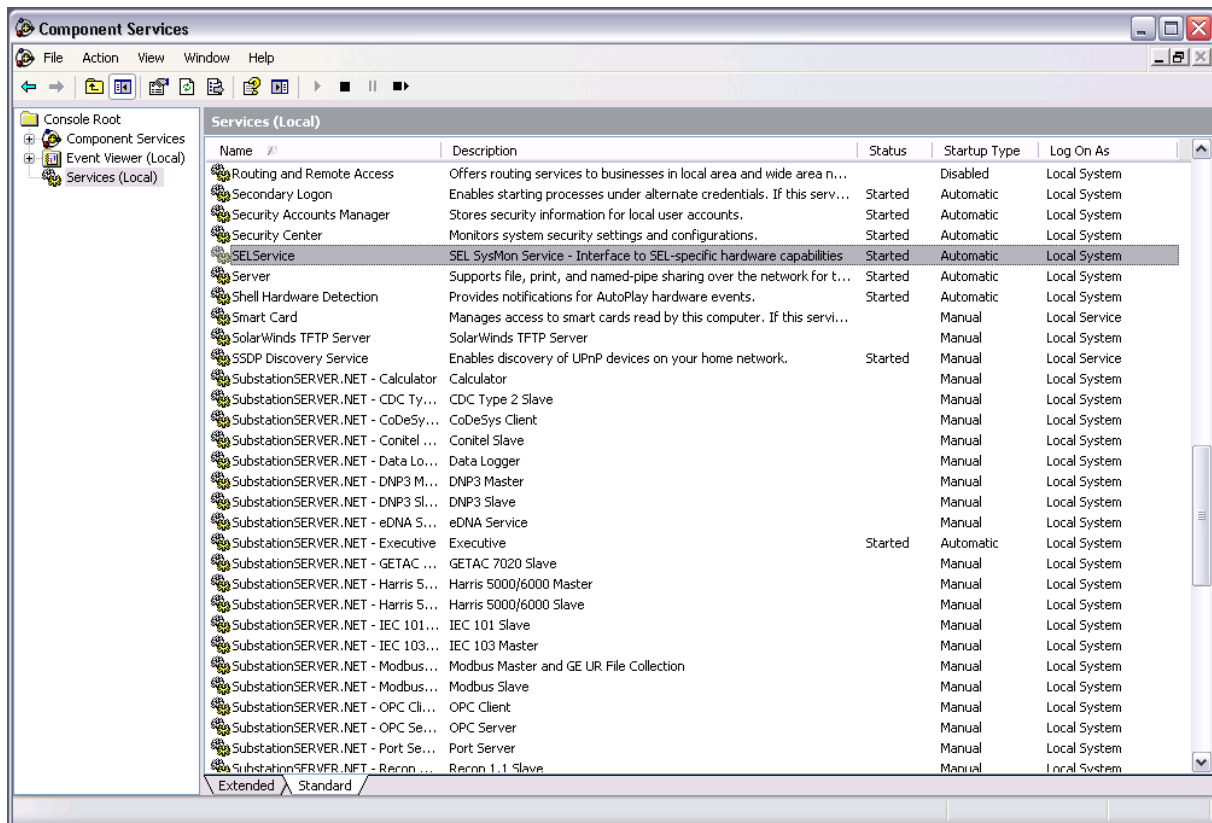 Component Services
File Action View Window Help
Console Root
Component Services
Event Viewer (Local)
Services (Local)
Services (Local)
Name Description Status Startup Type Log On As
Routing and Remote Access Offers routing services to businesses in local area and wide area n... Disabled Local System
Secondary Logon Enables starting processes under alternate credentials. If this serv... Started Automatic Local System
Security Accounts Manager Stores security information for local user accounts. Started Automatic Local System
Security Center Monitors system security settings and configurations. Started Automatic Local System
SELService SEL SysMon Service - Interface to SEL-specific hardware capabilities Started Automatic Local System
Server Supports file, print, and named-pipe sharing over the network for t... Started Automatic Local System
Shell Hardware Detection Provides notifications for AutoPlay hardware events. Started Automatic Local System
Smart Card Manages access to smart cards read by this computer. If this servi... Manual Local Service
SolarWinds TFTP Server SolarWinds TFTP Server Manual Local System
SSDP Discovery Service Enables discovery of UPnP devices on your home network. Started Manual Local Service
SubstationSERVER.NET - Calculator Calculator Manual Local System
SubstationSERVER.NET - CDC Ty... CDC Type 2 Slave Manual Local System
SubstationSERVER.NET - CoDeSy... CoDeSys Client Manual Local System
SubstationSERVER.NET - Conitel ... Conitel Slave Manual Local System
SubstationSERVER.NET - Data Lo... Data Logger Manual Local System
SubstationSERVER.NET - DNP3 M... DNP3 Master Manual Local System
SubstationSERVER.NET - DNP3 Sl... DNP3 Slave Manual Local System
SubstationSERVER.NET - eDNA S... eDNA Service Manual Local System
SubstationSERVER.NET - Executive Executive Started Automatic Local System
SubstationSERVER.NET - GETAC ... GETAC 7020 Slave Manual Local System
SubstationSERVER.NET - Harris 5... Harris 5000/6000 Master Manual Local System
SubstationSERVER.NET - Harris 5... Harris 5000/6000 Slave Manual Local System
SubstationSERVER.NET - IEC 101... IEC 101 Slave Manual Local System
SubstationSERVER.NET - IEC 103... IEC 103 Master Manual Local System
SubstationSERVER.NET - Modbus... Modbus Master and GE UR File Collection Manual Local System
SubstationSERVER.NET - Modbus... Modbus Slave Manual Local System
SubstationSERVER.NET - OPC Cli... OPC Client Manual Local System
SubstationSERVER.NET - OPC Se... OPC Server Manual Local System
SubstationSERVER.NET - Port Se... Port Server Manual Local System
SubstationSERVER.NET - Recon ... Recon 1.1 Slave Manual Local System
Extended Standard